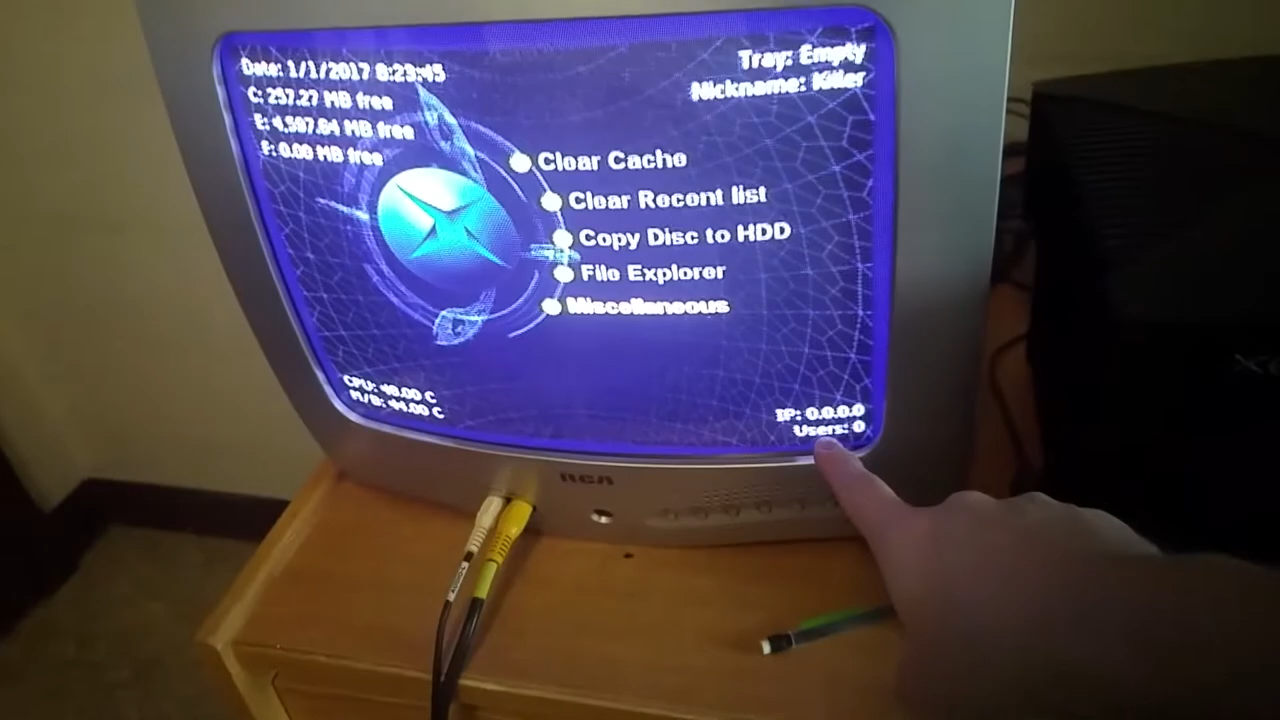 Date: 1/1/2017 8:23:45
C: 257.27 MB free
E: 4,597.64 MB free
F: 0.00 MB free
Tray: Empty
Nickname: Killer
Clear Cache
Clear Recent list
Copy Disc to HDD
File Explorer
Miscellaneous
CPU: 48.00 C
M/B: 44.00 C
IP: 0.0.0.0
Users: 0
RCA